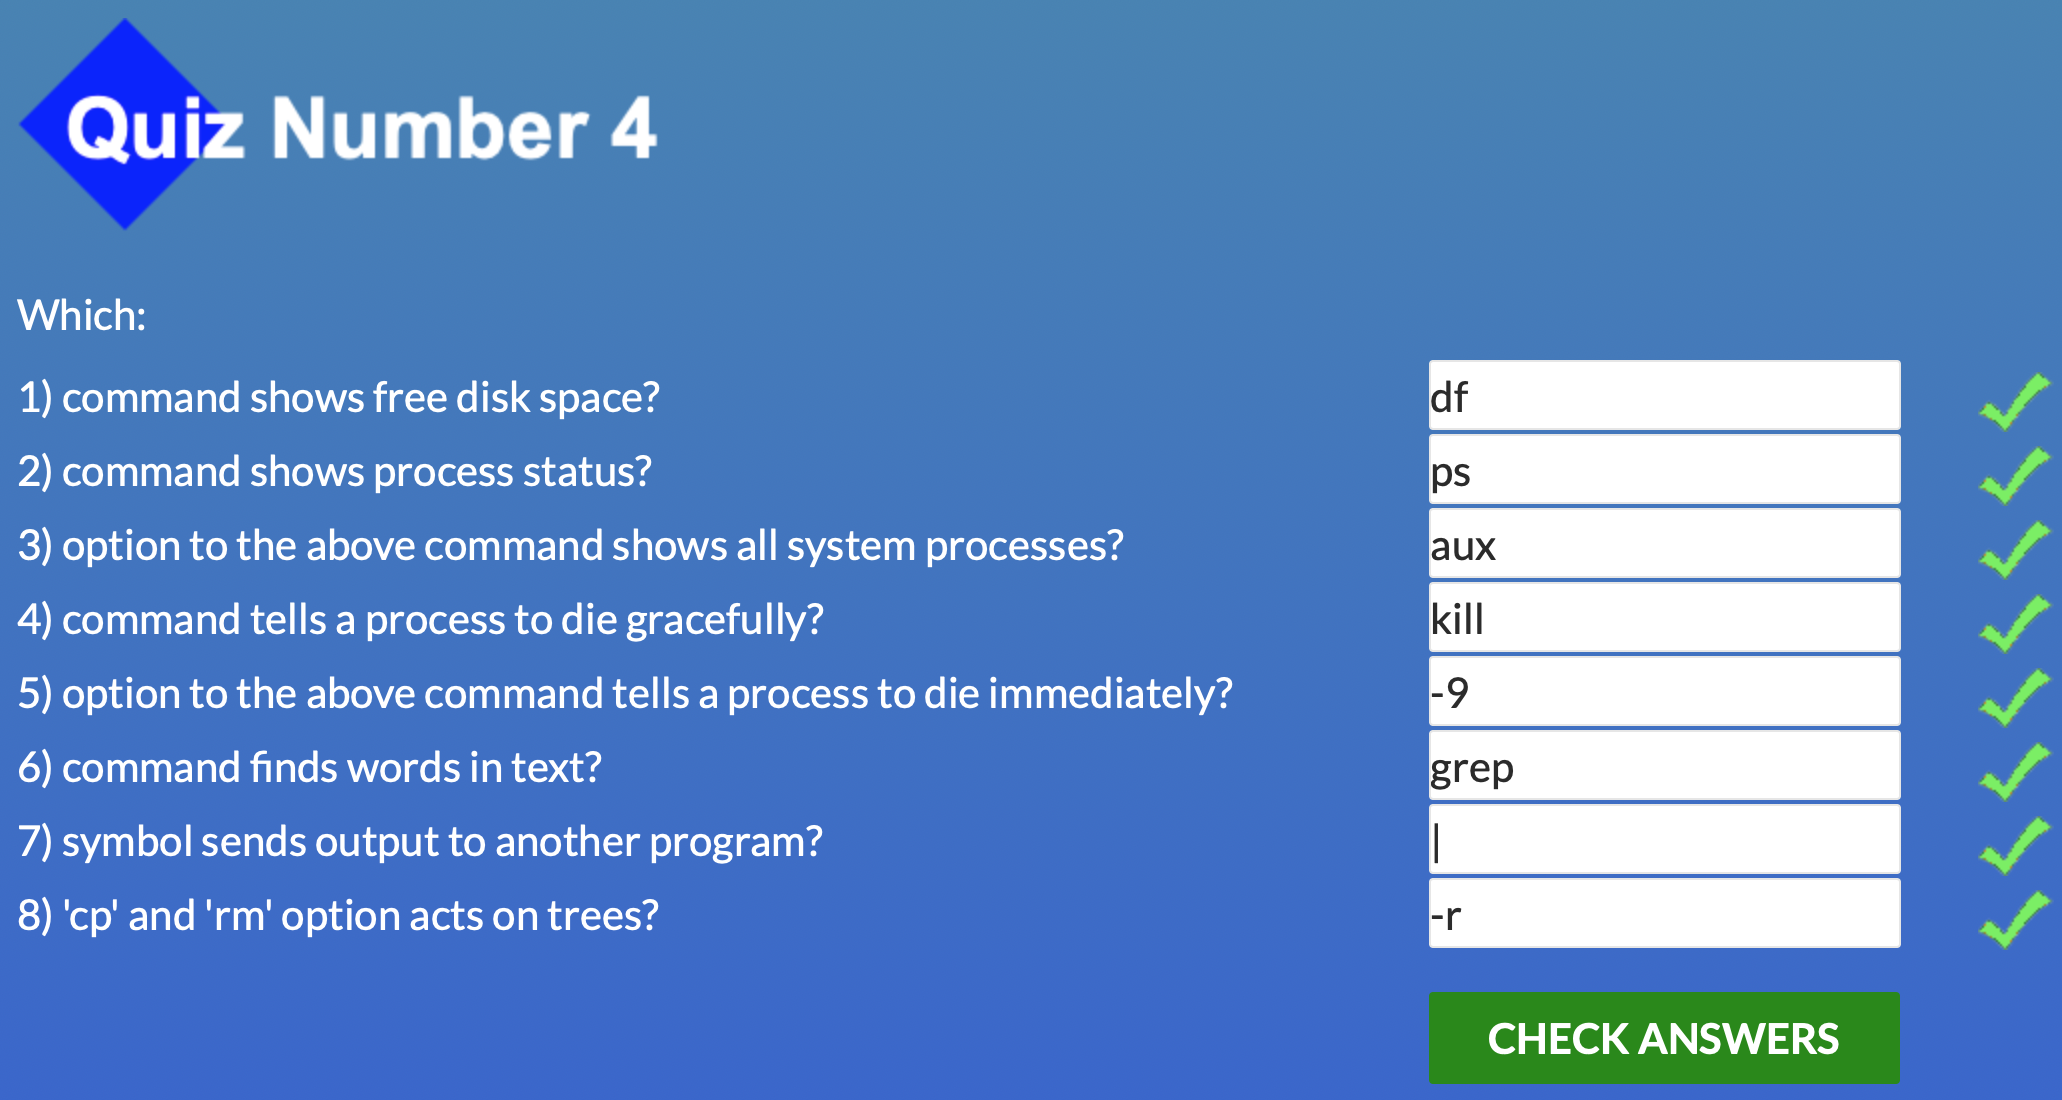 Quiz Number 4
Which:
1) command shows free disk space? df
2) command shows process status? ps
3) option to the above command shows all system processes? aux
4) command tells a process to die gracefully? kill
5) option to the above command tells a process to die immediately? -9
6) command finds words in text? grep
7) symbol sends output to another program? |
8) 'cp' and 'rm' option acts on trees? -r
CHECK ANSWERS